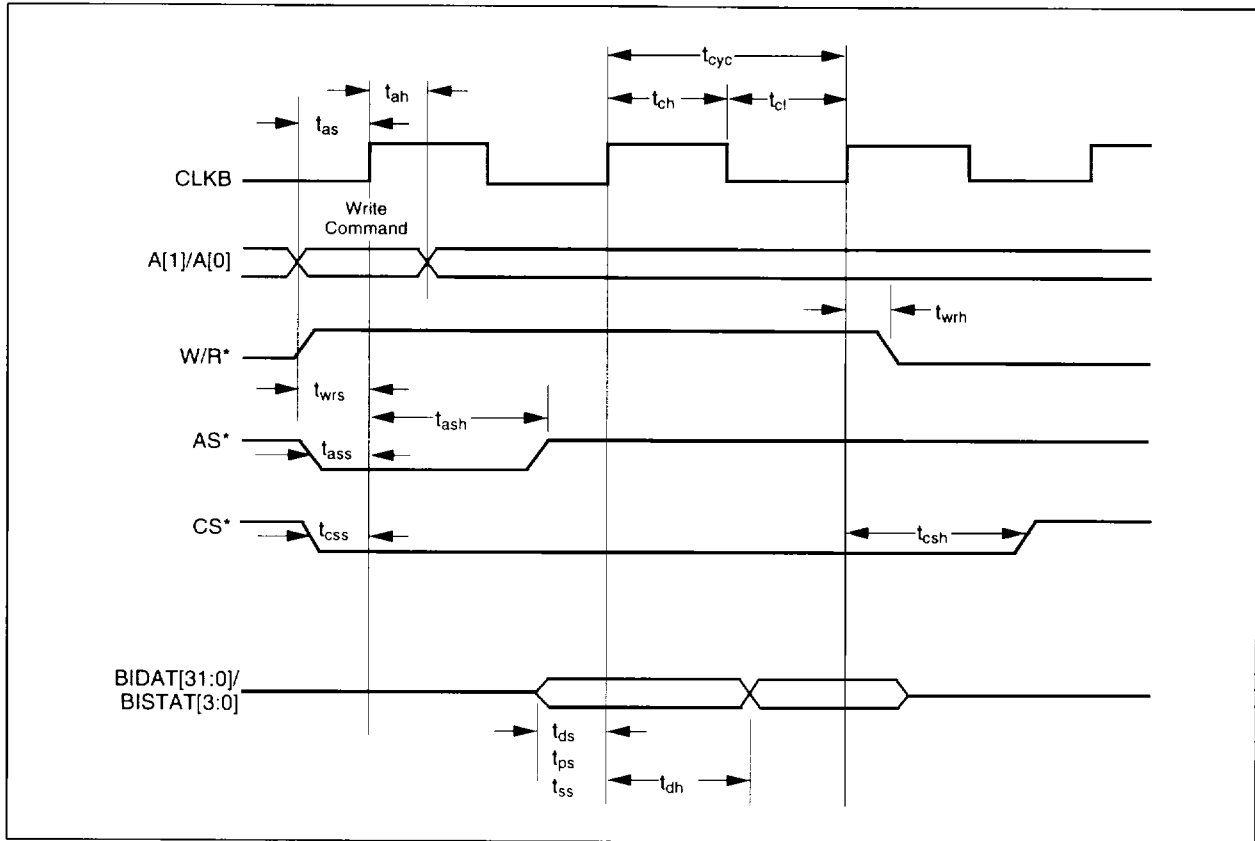 t_cyc
t_ah
t_ch
t_cl
t_as
CLKB
Write
Command
A[1]/A[0]
t_wrh
W/R*
t_wrs
t_ash
AS*
t_ass
CS*
t_css
t_csh
BIDAT[31:0]/
BISTAT[3:0]
t_ds
t_ps
t_ss
t_dh